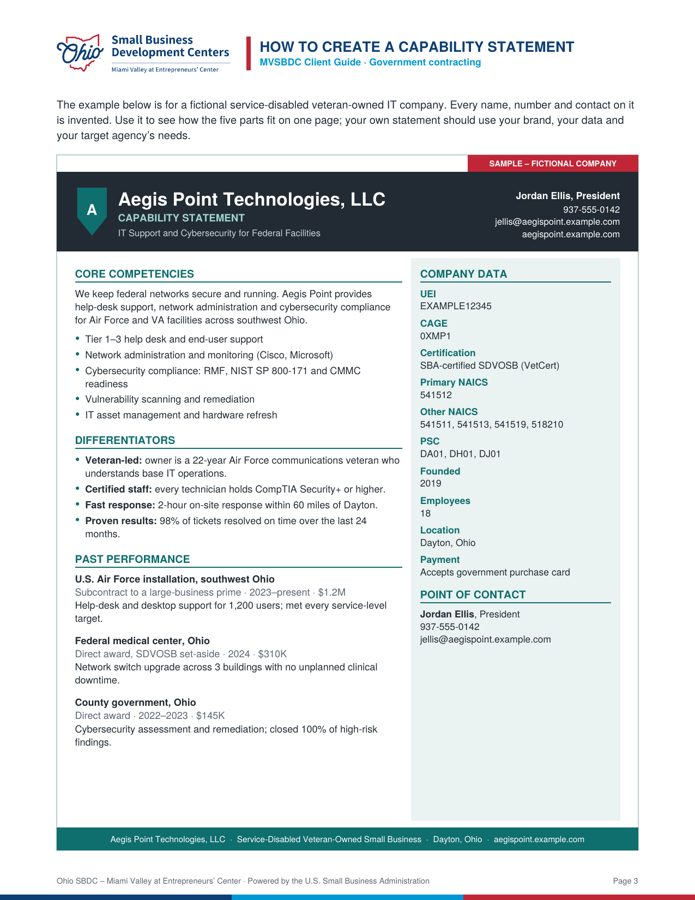 Ohio
Small Business
Development Centers
Miami Valley at Entrepreneurs' Center
HOW TO CREATE A CAPABILITY STATEMENT
MVSBDC Client Guide · Government contracting
The example below is for a fictional service-disabled veteran-owned IT company. Every name, number and contact on it
is invented. Use it to see how the five parts fit on one page; your own statement should use your brand, your data and
your target agency's needs.
SAMPLE – FICTIONAL COMPANY
A
Aegis Point Technologies, LLC
CAPABILITY STATEMENT
IT Support and Cybersecurity for Federal Facilities
Jordan Ellis, President
937-555-0142
jellis@aegispoint.example.com
aegispoint.example.com
CORE COMPETENCIES
We keep federal networks secure and running. Aegis Point provides
help-desk support, network administration and cybersecurity compliance
for Air Force and VA facilities across southwest Ohio.
• Tier 1–3 help desk and end-user support
• Network administration and monitoring (Cisco, Microsoft)
• Cybersecurity compliance: RMF, NIST SP 800-171 and CMMC
readiness
• Vulnerability scanning and remediation
• IT asset management and hardware refresh
DIFFERENTIATORS
• Veteran-led: owner is a 22-year Air Force communications veteran who
understands base IT operations.
• Certified staff: every technician holds CompTIA Security+ or higher.
• Fast response: 2-hour on-site response within 60 miles of Dayton.
• Proven results: 98% of tickets resolved on time over the last 24
months.
PAST PERFORMANCE
U.S. Air Force installation, southwest Ohio
Subcontract to a large-business prime · 2023–present · $1.2M
Help-desk and desktop support for 1,200 users; met every service-level
target.
Federal medical center, Ohio
Direct award, SDVOSB set-aside · 2024 · $310K
Network switch upgrade across 3 buildings with no unplanned clinical
downtime.
County government, Ohio
Direct award · 2022–2023 · $145K
Cybersecurity assessment and remediation; closed 100% of high-risk
findings.
COMPANY DATA
UEI
EXAMPLE12345
CAGE
0XMP1
Certification
SBA-certified SDVOSB (VetCert)
Primary NAICS
541512
Other NAICS
541511, 541513, 541519, 518210
PSC
DA01, DH01, DJ01
Founded
2019
Employees
18
Location
Dayton, Ohio
Payment
Accepts government purchase card
POINT OF CONTACT
Jordan Ellis, President
937-555-0142
jellis@aegispoint.example.com
Aegis Point Technologies, LLC · Service-Disabled Veteran-Owned Small Business · Dayton, Ohio · aegispoint.example.com
Ohio SBDC – Miami Valley at Entrepreneurs' Center · Powered by the U.S. Small Business Administration
Page 3